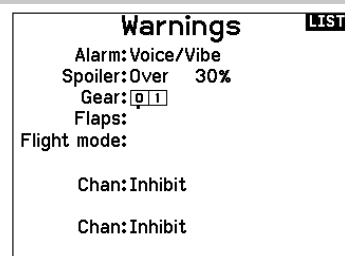 Warnings LIST
Alarm: Voice/Vibe
Spoiler: Over 30%
Gear: 0 1
Flaps:
Flight mode:
Chan: Inhibit
Chan: Inhibit